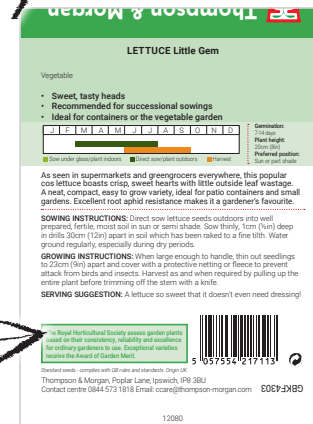 Thompson & Morgan
LETTUCE Little Gem
Vegetable
• Sweet, tasty heads
• Recommended for successional sowings
• Ideal for containers or the vegetable garden
J F M A M J J A S O N D
Sow under glass/plant indoors Direct sow/plant outdoors Harvest
Germination:
7-14 days
Plant height:
20cm (8in)
Preferred position:
Sun or part shade
As seen in supermarkets and greengrocers everywhere, this popular
cos lettuce boasts crisp, sweet hearts with little outside leaf wastage.
A neat, compact, easy to grow variety, ideal for patio containers and small
gardens. Excellent root aphid resistance makes it a gardener's favourite.
SOWING INSTRUCTIONS: Direct sow lettuce seeds outdoors into well
prepared, fertile, moist soil in sun or semi shade. Sow thinly, 1cm (½in) deep
in drills 30cm (12in) apart in soil which has been raked to a fine tilth. Water
ground regularly, especially during dry periods.
GROWING INSTRUCTIONS: When large enough to handle, thin out seedlings
to 23cm (9in) apart and cover with a protective netting or fleece to prevent
attack from birds and insects. Harvest as and when required by pulling up the
entire plant before trimming off the stem with a knife.
SERVING SUGGESTION: A lettuce so sweet that it doesn't even need dressing!
The Royal Horticultural Society assess garden plants
based on their consistency, reliability and excellence
for ordinary gardeners to use. Exceptional varieties
receive the Award of Garden Merit.
5 057554 217113
Standard seeds - complies with GB rules and standards. Origin UK
Thompson & Morgan, Poplar Lane, Ipswich, IP8 3BU
Contact centre 0844 573 1818 Email: ccare@thompson-morgan.com
GBKF4303
12080